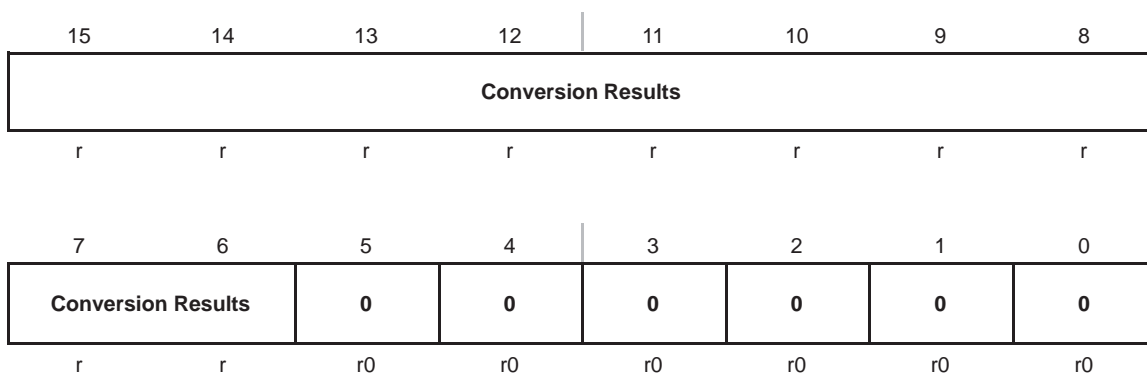 15 14 13 12 11 10 9 8
Conversion Results
r r r r r r r r
7 6 5 4 3 2 1 0
Conversion Results 0 0 0 0 0 0
r r r0 r0 r0 r0 r0 r0